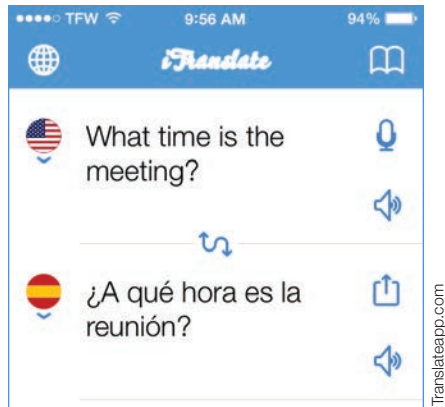 TFW 9:56 AM 94%
iTranslate
What time is the
meeting?
¿A qué hora es la
reunión?
Translateapp.com